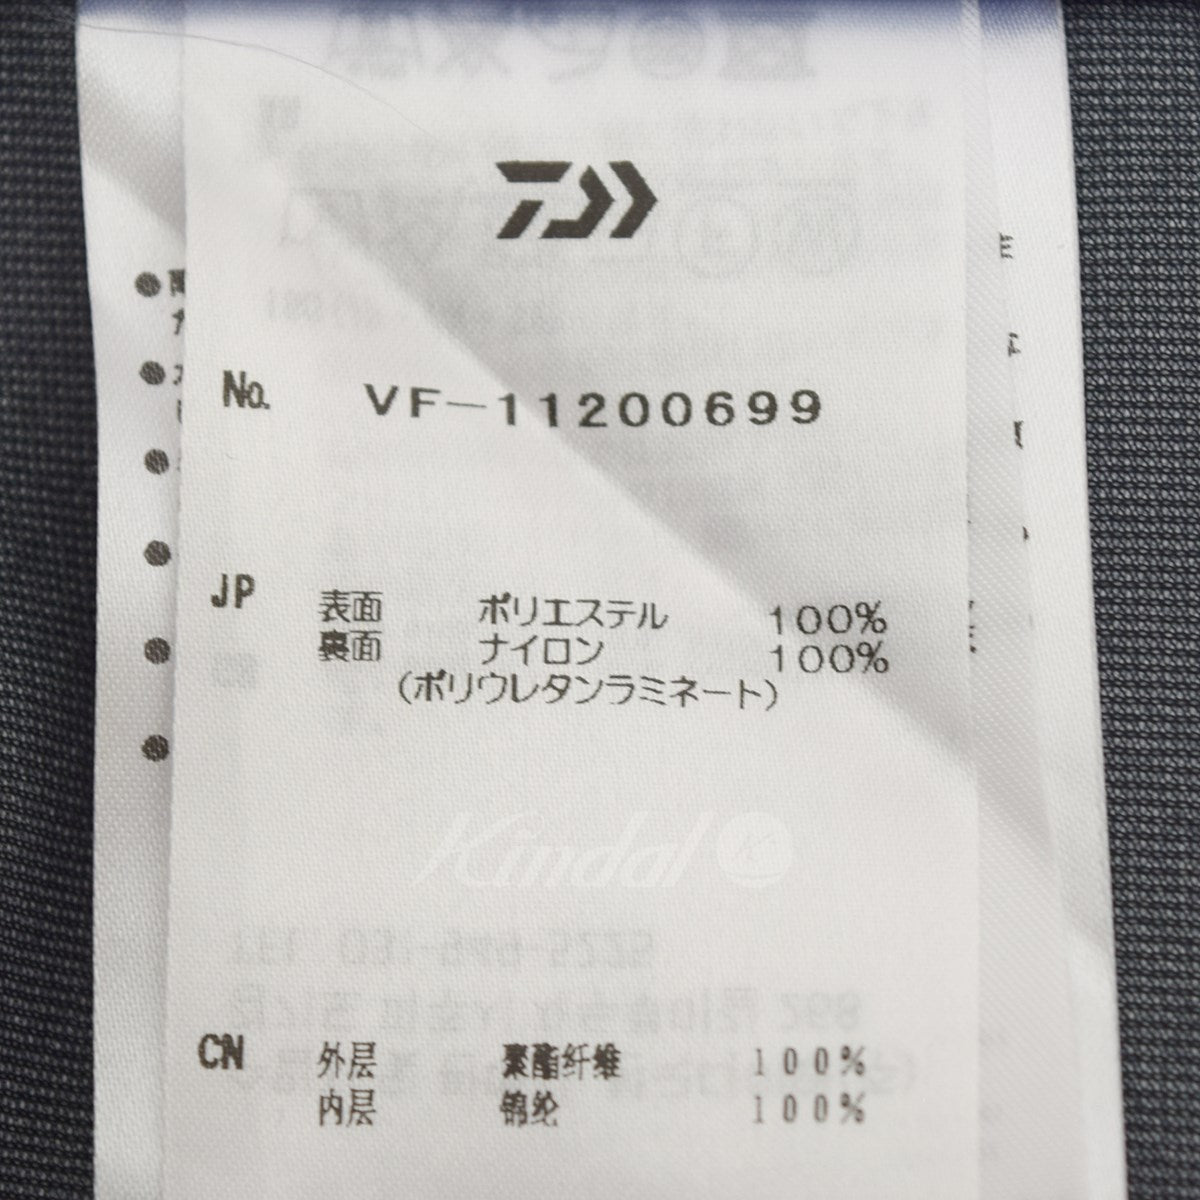 No. VF-11200699
JP 表面 ポリエステル 100%
裏面 ナイロン 100%
(ポリウレタンラミネート)
Kindal K
CN 外层 聚酯纤维 100%
内层 锦纶 100%